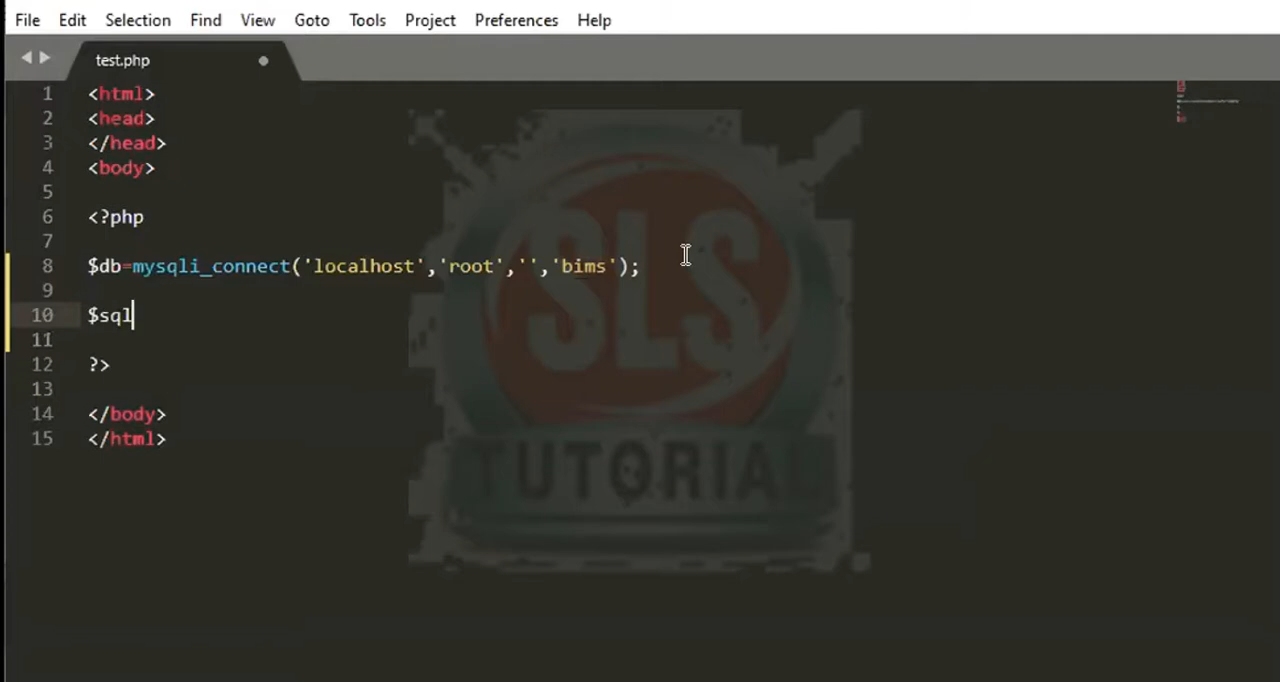 File Edit Selection Find View Goto Tools Project Preferences Help
test.php
1 <html>
2 <head>
3 </head>
4 <body>
5
6 <?php
7
8 $db=mysqli_connect('localhost','root','','bims');
9
10 $sql
11
12 ?>
13
14 </body>
15 </html>
SLS
TUTORIAL